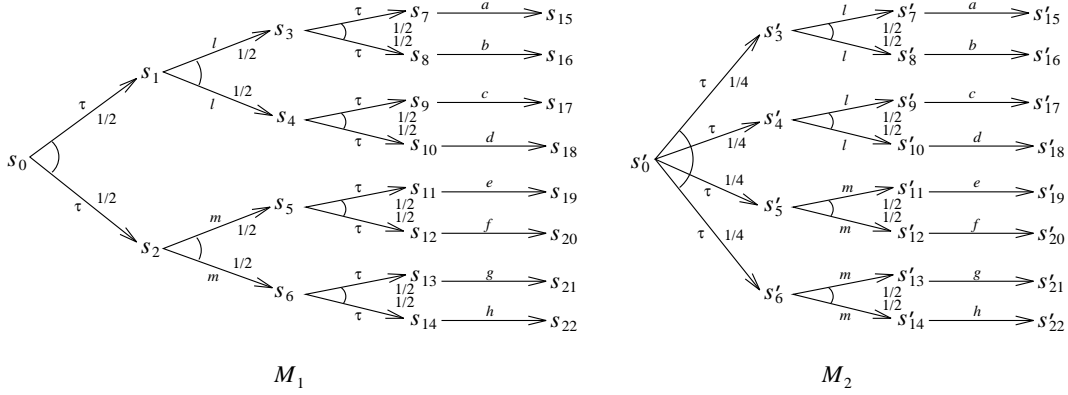 s₀ τ 1/2 s₁ l 1/2 s₃ τ 1/2 s₇ a s₁₅
τ 1/2 s₈ b s₁₆
l 1/2 s₄ τ 1/2 s₉ c s₁₇
τ 1/2 s₁₀ d s₁₈
τ 1/2 s₂ m 1/2 s₅ τ 1/2 s₁₁ e s₁₉
τ 1/2 s₁₂ f s₂₀
m 1/2 s₆ τ 1/2 s₁₃ g s₂₁
τ 1/2 s₁₄ h s₂₂
M₁
s′₀ τ 1/4 s′₃ l 1/2 s′₇ a s′₁₅
l 1/2 s′₈ b s′₁₆
τ 1/4 s′₄ l 1/2 s′₉ c s′₁₇
l 1/2 s′₁₀ d s′₁₈
τ 1/4 s′₅ m 1/2 s′₁₁ e s′₁₉
m 1/2 s′₁₂ f s′₂₀
τ 1/4 s′₆ m 1/2 s′₁₃ g s′₂₁
m 1/2 s′₁₄ h s′₂₂
M₂